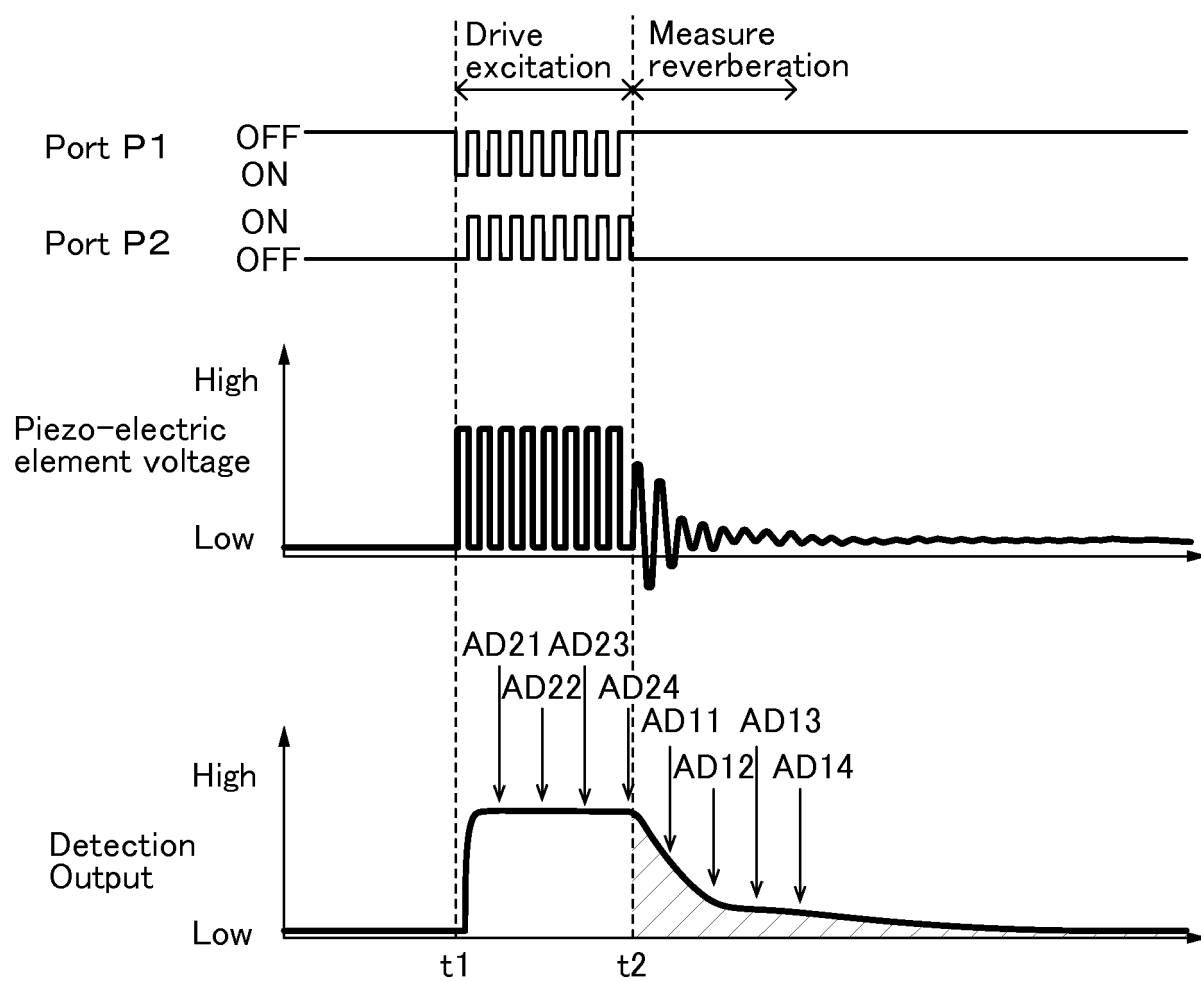 Drive
excitation
Measure
reverberation
Port P1
OFF
ON
Port P2
ON
OFF
High
Piezo-electric
element voltage
Low
AD21 AD23
AD22 AD24
AD11 AD13
AD12 AD14
High
Detection
Output
Low
t1 t2